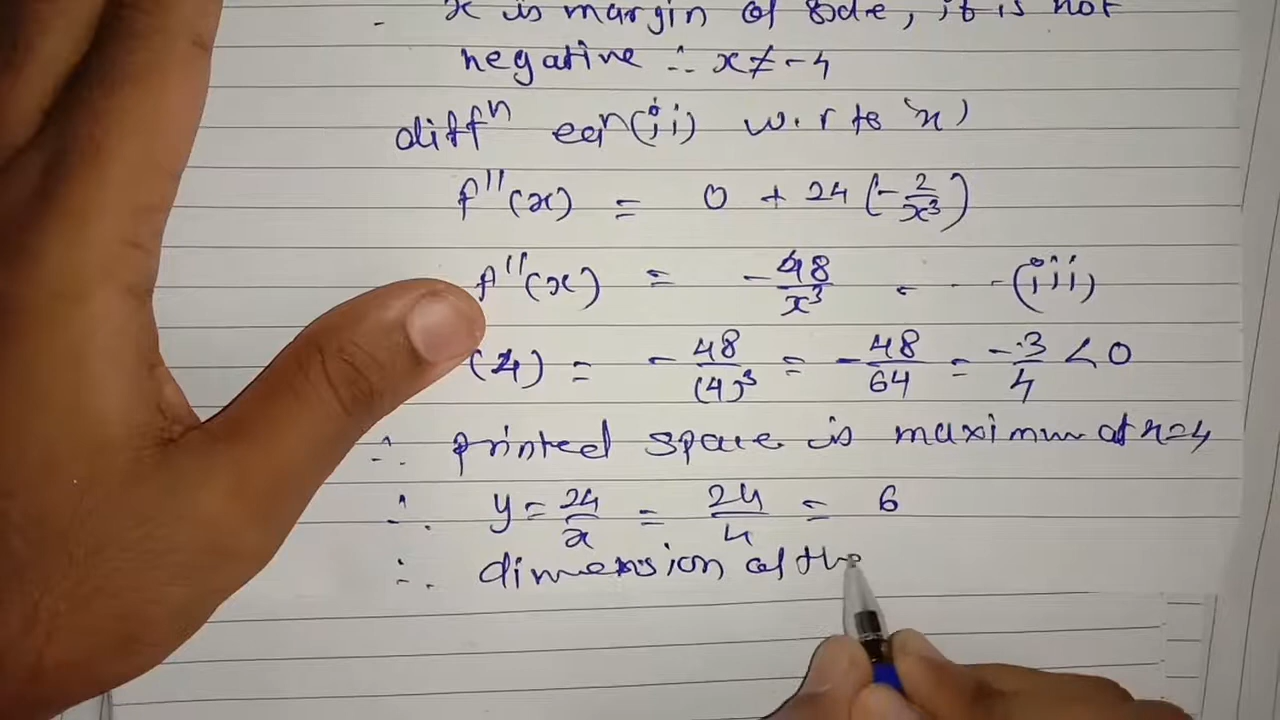 x is margin of side, it is not
negative ∴ x ≠ -4
diffⁿ eqⁿ (ii) w.r to 'x'
f''(x) = 0 + 24 (-2/x³)
f''(x) = -48/x³ - - - (iii)
(4) = -48/(4)³ = -48/64 = -3/4 < 0
∴ printed space is maximum at x=4
∴ y = 24/x = 24/4 = 6
∴ dimension of the